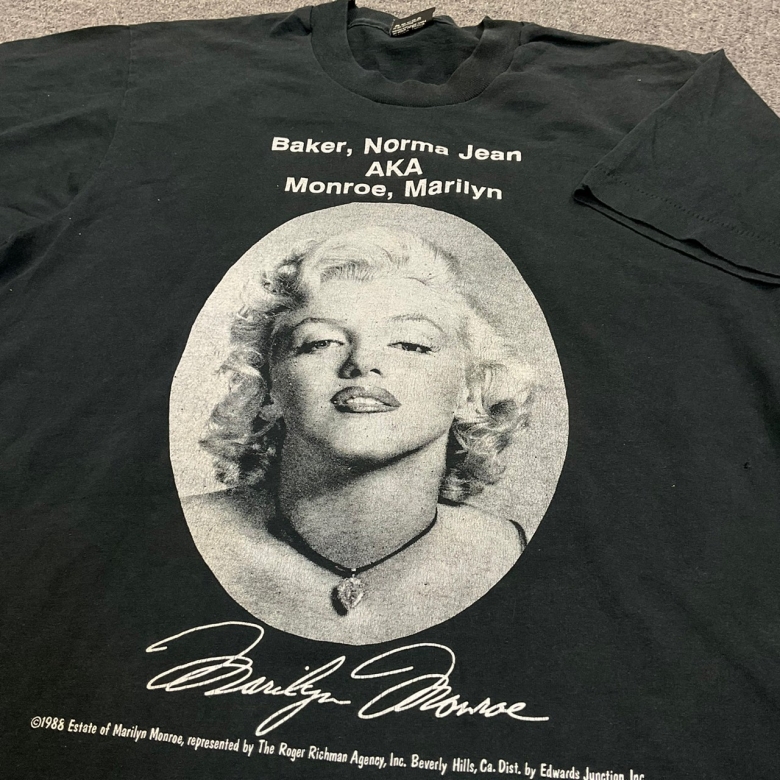 Baker, Norma Jean
AKA
Monroe, Marilyn
Marilyn Monroe
©1988 Estate of Marilyn Monroe, represented by The Roger Richman Agency, Inc. Beverly Hills, Ca. Dist. by Edwards Junction, Inc.